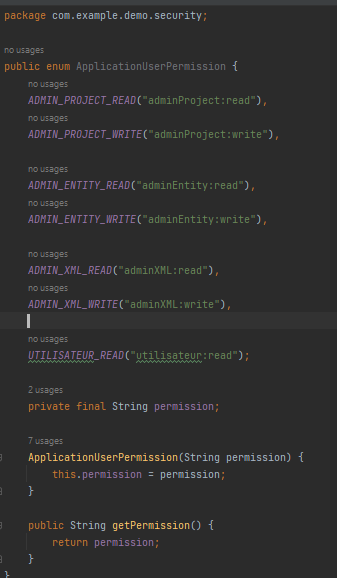 package com.example.demo.security;
no usages
public enum ApplicationUserPermission {
no usages
ADMIN_PROJECT_READ("adminProject:read"),
no usages
ADMIN_PROJECT_WRITE("adminProject:write"),
no usages
ADMIN_ENTITY_READ("adminEntity:read"),
no usages
ADMIN_ENTITY_WRITE("adminEntity:write"),
no usages
ADMIN_XML_READ("adminXML:read"),
no usages
ADMIN_XML_WRITE("adminXML:write"),
no usages
UTILISATEUR_READ("utilisateur:read");
2 usages
private final String permission;
7 usages
ApplicationUserPermission(String permission) {
this.permission = permission;
}
public String getPermission() {
return permission;
}
}